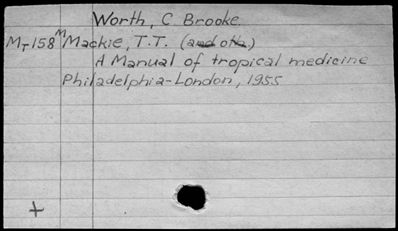 Worth, C Brooke
MT158 M Mackie, T.T. (and oth.)
A Manual of tropical medicine
Philadelphia-London, 1955
+